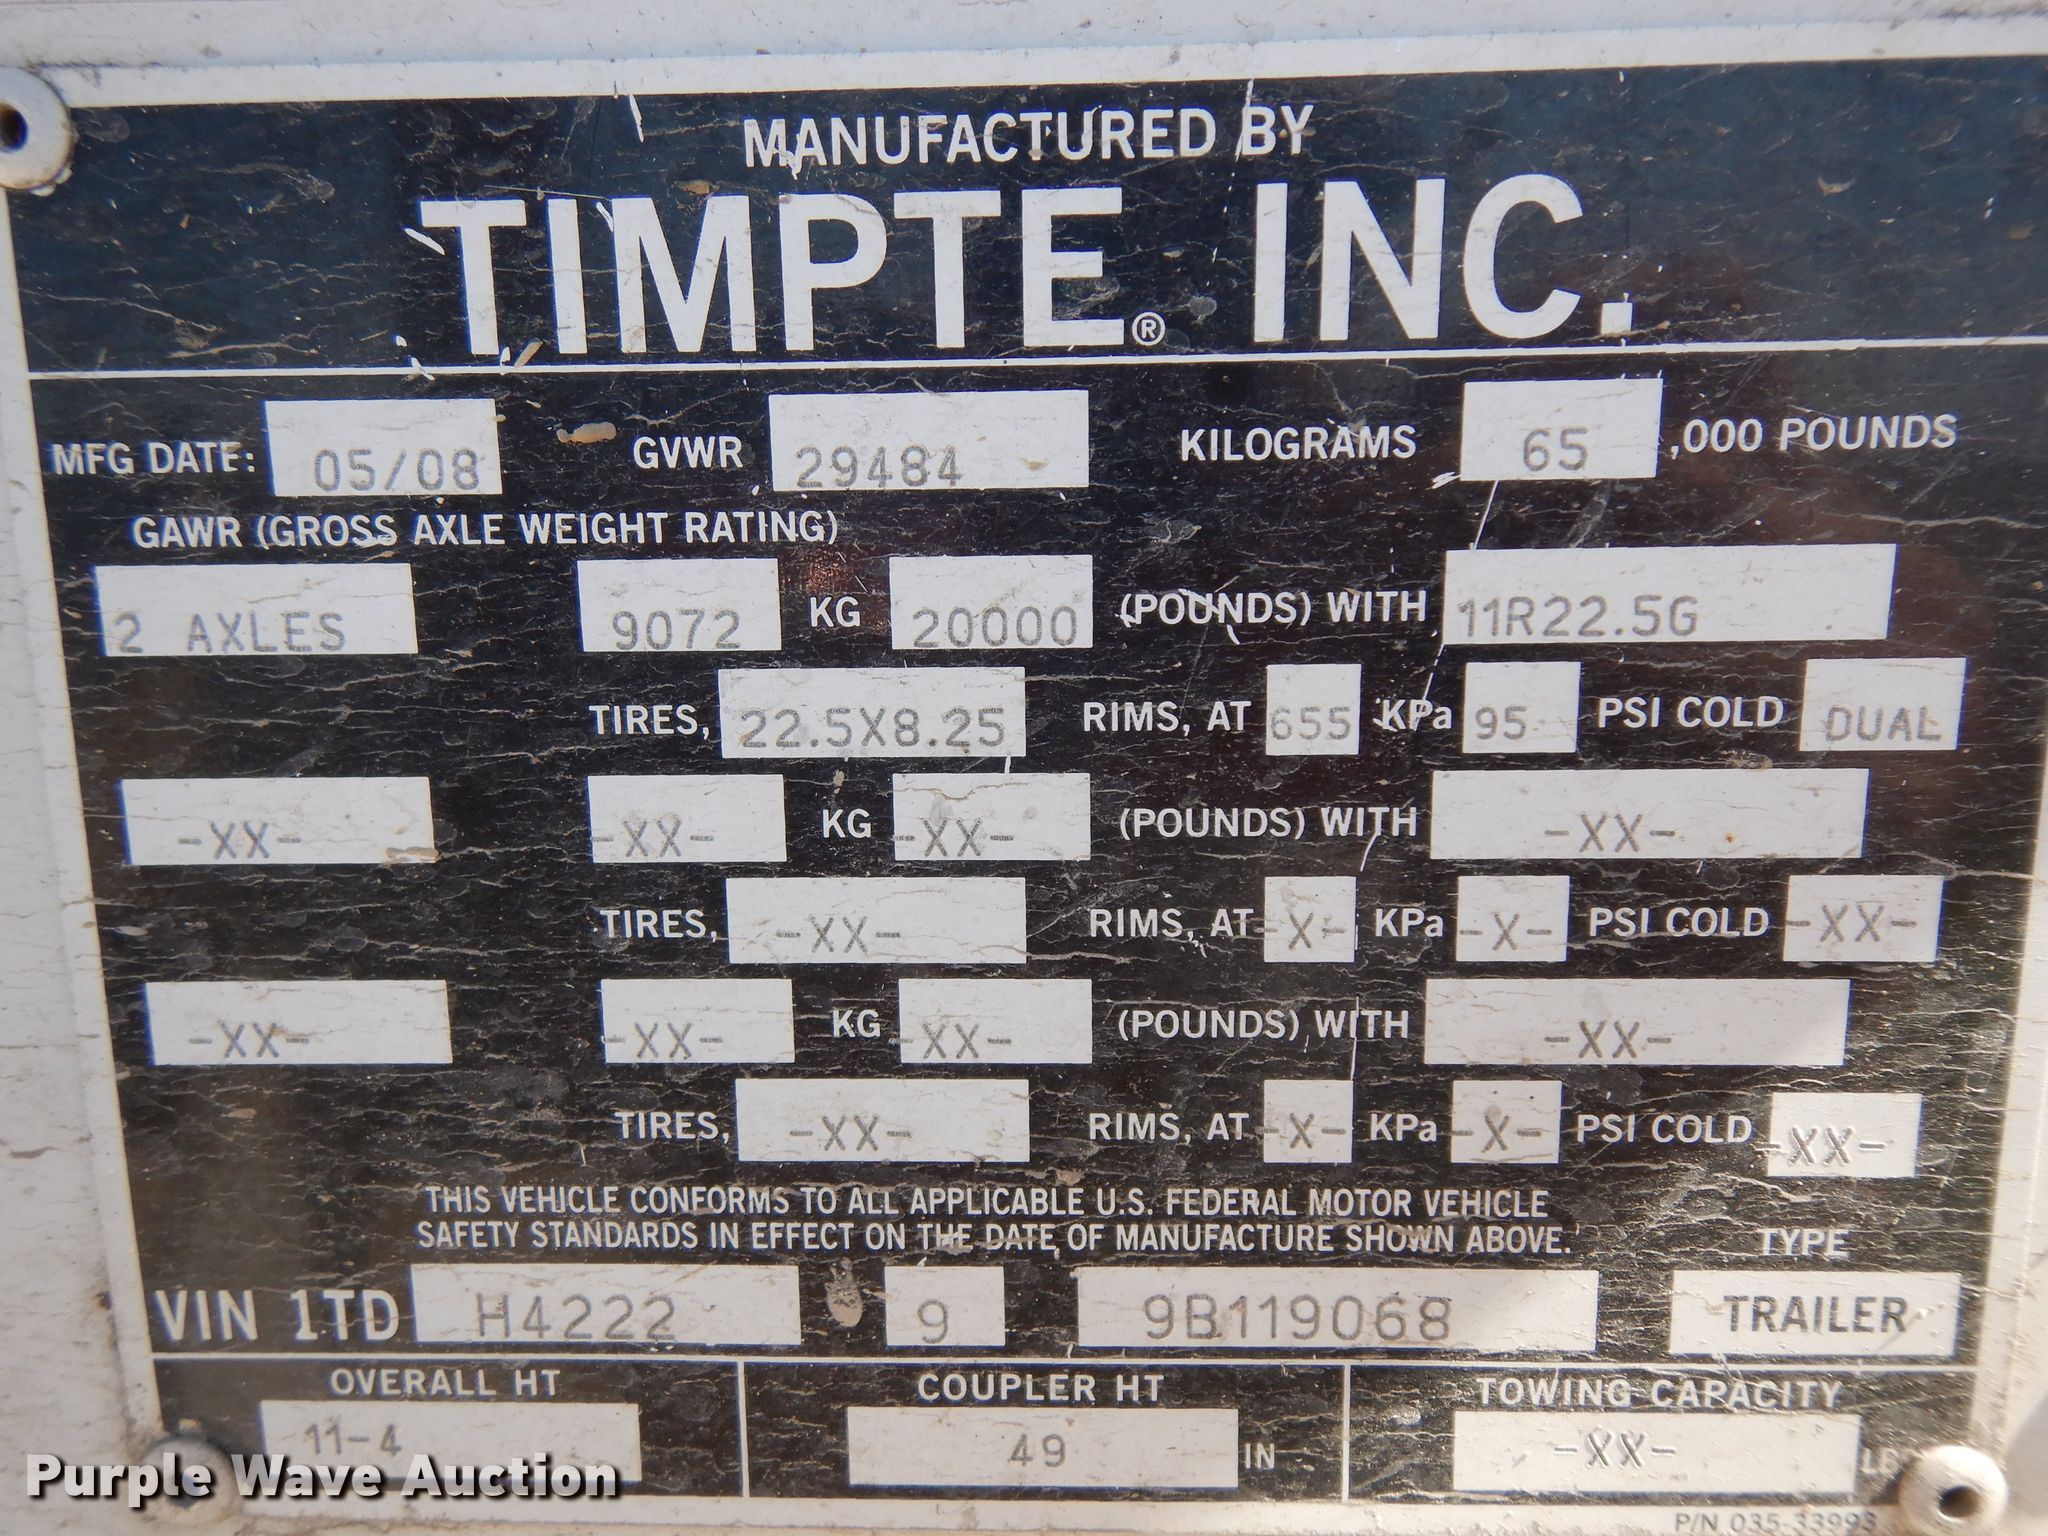 MANUFACTURED BY
TIMPTE® INC.
MFG DATE: 05/08 GVWR 29484 KILOGRAMS 65 ,000 POUNDS
GAWR (GROSS AXLE WEIGHT RATING)
2 AXLES 9072 KG 20000 (POUNDS) WITH 11R22.5G
TIRES, 22.5X8.25 RIMS, AT 655 KPa 95 PSI COLD DUAL
-XX- -XX- KG -XX- (POUNDS) WITH -XX-
TIRES, -XX- RIMS, AT -X- KPa -X- PSI COLD -XX-
-XX- -XX- KG -XX- (POUNDS) WITH -XX-
TIRES, -XX- RIMS, AT -X- KPa -X- PSI COLD -XX-
THIS VEHICLE CONFORMS TO ALL APPLICABLE U.S. FEDERAL MOTOR VEHICLE
SAFETY STANDARDS IN EFFECT ON THE DATE OF MANUFACTURE SHOWN ABOVE.
TYPE
VIN 1TD H4222 9 9B119068 TRAILER
OVERALL HT COUPLER HT TOWING CAPACITY
11-4 49 IN -XX-
Purple Wave Auction
P/N